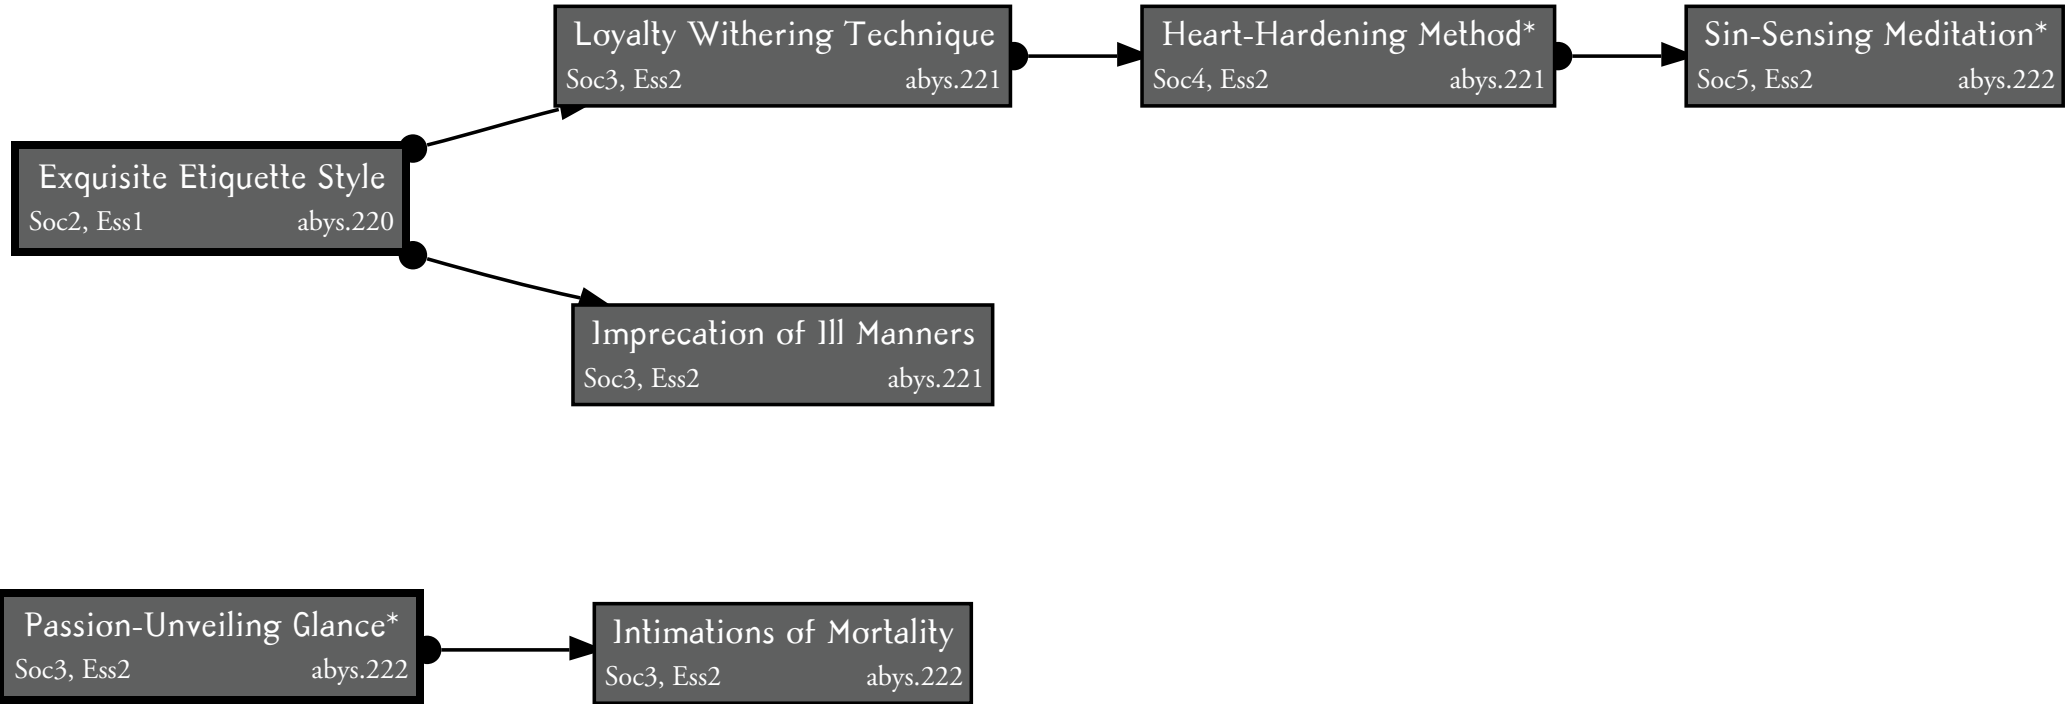 Loyalty Withering Technique
Soc3, Ess2 abys.221
Heart-Hardening Method*
Soc4, Ess2 abys.221
Sin-Sensing Meditation*
Soc5, Ess2 abys.222
Exquisite Etiquette Style
Soc2, Ess1 abys.220
Imprecation of Ill Manners
Soc3, Ess2 abys.221
Passion-Unveiling Glance*
Soc3, Ess2 abys.222
Intimations of Mortality
Soc3, Ess2 abys.222